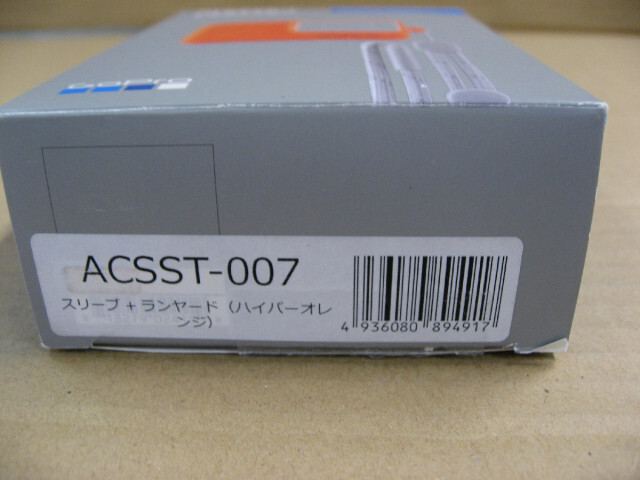 GoPro
ACSST-007
スリーブ+ランヤード（ハイパーオレ
ンジ）
4 936080 894917